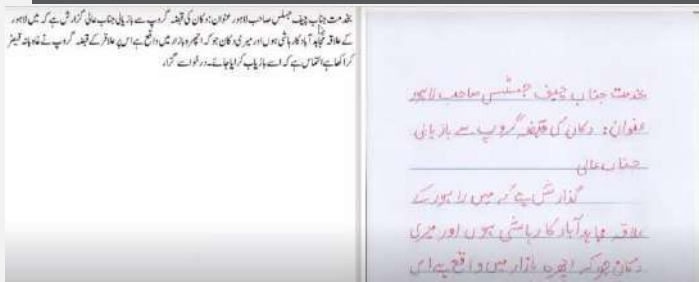 بخدمت جناب چیف جسٹس صاحب لاہور عنوان: دکان کی قبضہ گروپ سے بازیابی جناب عالی گزارش ہے کہ میں لاہور
کے علاقہ مجاہد آباد کا رہائشی ہوں اور میری دکان جو کہ اچھرہ بازار میں واقع ہے اس پر علاقہ کے قبضہ گروپ نے قبضہ
کر رکھا ہے التماس ہے کہ اسے بازیاب کرایا جائے۔ درخواست گزار
بخدمت جناب چیف جسٹس صاحب لاہور
عنوان: دکان کی قبضہ گروپ سے بازیابی
جناب عالی
گذارش ہے کہ میں لاہور کے
علاقہ مجاہد آباد کا رہائشی ہوں اور میری
دکان جو کہ اچھرہ بازار میں واقع ہے اس